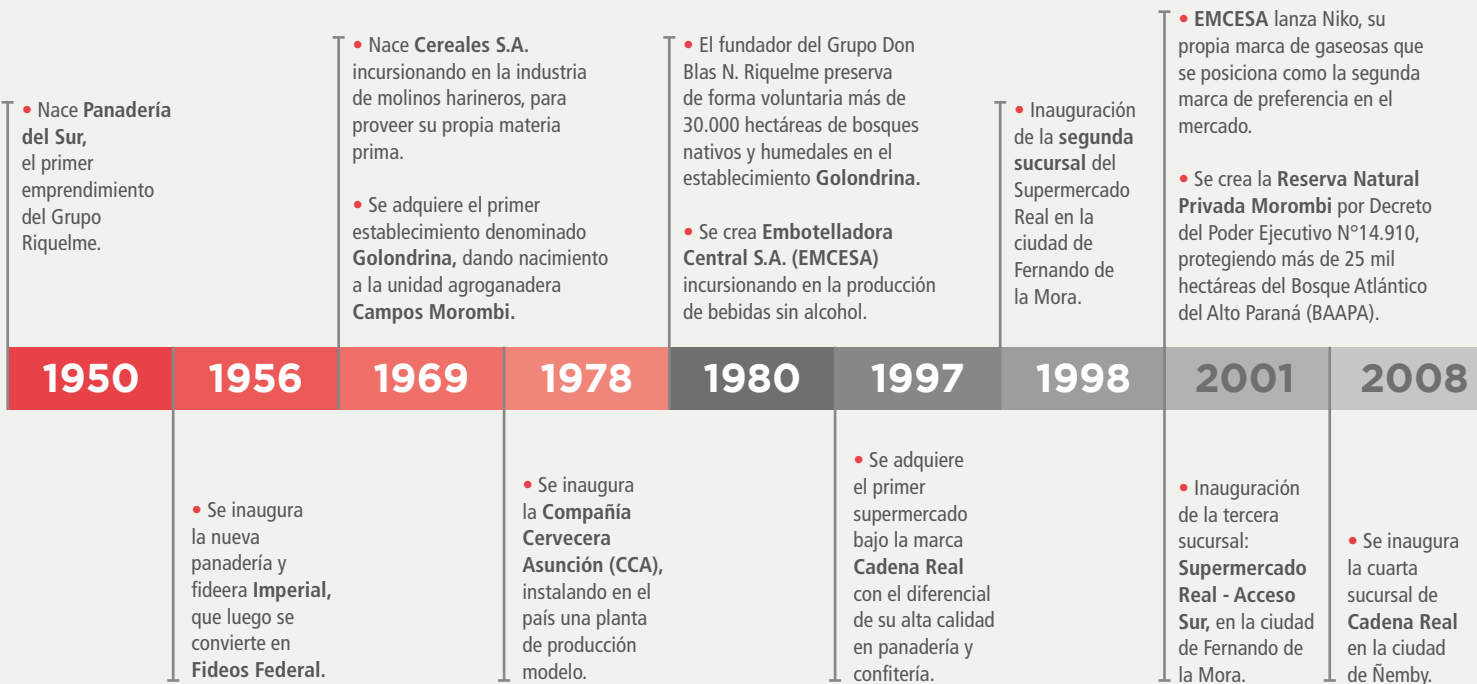 • Nace Panadería
del Sur,
el primer
emprendimiento
del Grupo
Riquelme.
• Nace Cereales S.A.
incursionando en la industria
de molinos harineros, para
proveer su propia materia
prima.
• Se adquiere el primer
establecimiento denominado
Golondrina, dando nacimiento
a la unidad agroganadera
Campos Morombi.
• El fundador del Grupo Don
Blas N. Riquelme preserva
de forma voluntaria más de
30.000 hectáreas de bosques
nativos y humedales en el
establecimiento Golondrina.
• Se crea Embotelladora
Central S.A. (EMCESA)
incursionando en la producción
de bebidas sin alcohol.
• Inauguración
de la segunda
sucursal del
Supermercado
Real en la
ciudad de
Fernando de
la Mora.
• EMCESA lanza Niko, su
propia marca de gaseosas que
se posiciona como la segunda
marca de preferencia en el
mercado.
• Se crea la Reserva Natural
Privada Morombi por Decreto
del Poder Ejecutivo N°14.910,
protegiendo más de 25 mil
hectáreas del Bosque Atlántico
del Alto Paraná (BAAPA).
1950 1956 1969 1978 1980 1997 1998 2001 2008
• Se inaugura
la nueva
panadería y
fideera Imperial,
que luego se
convierte en
Fideos Federal.
• Se inaugura
la Compañía
Cervecera
Asunción (CCA),
instalando en el
país una planta
de producción
modelo.
• Se adquiere
el primer
supermercado
bajo la marca
Cadena Real
con el diferencial
de su alta calidad
en panadería y
confitería.
• Inauguración
de la tercera
sucursal:
Supermercado
Real - Acceso
Sur, en la ciudad
de Fernando de
la Mora.
• Se inaugura
la cuarta
sucursal de
Cadena Real
en la ciudad
de Ñemby.